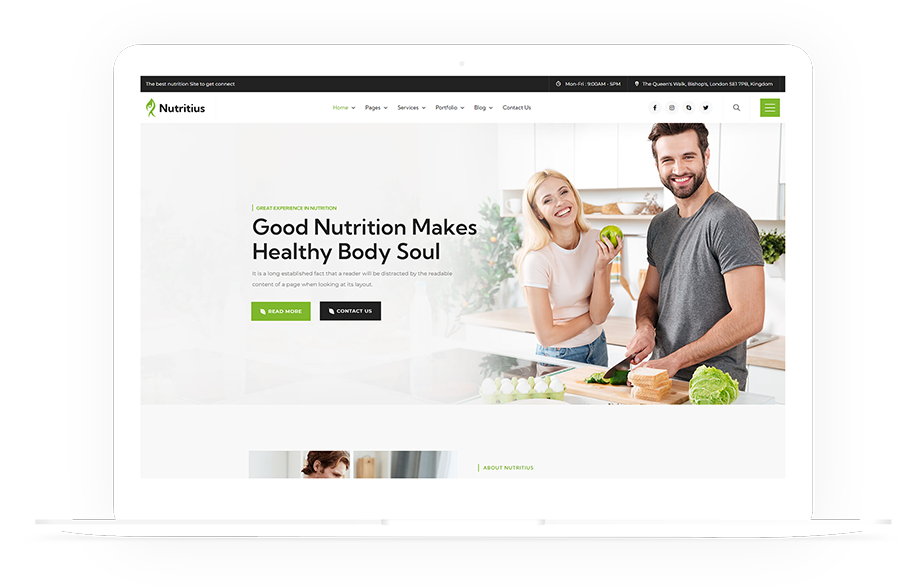 The best nutrition Site to get connect
Mon-Fri : 9:00AM - 5PM
The Queen's Walk, Bishop's, London SE1 7PB, Kingdom
Nutritius
Home Pages Services Portfolio Blog Contact Us
GREAT EXPERIENCE IN NUTRITION
Good Nutrition Makes
Healthy Body Soul
It is a long established fact that a reader will be distracted by the readable
content of a page when looking at its layout.
READ MORE
CONTACT US
ABOUT NUTRITIUS